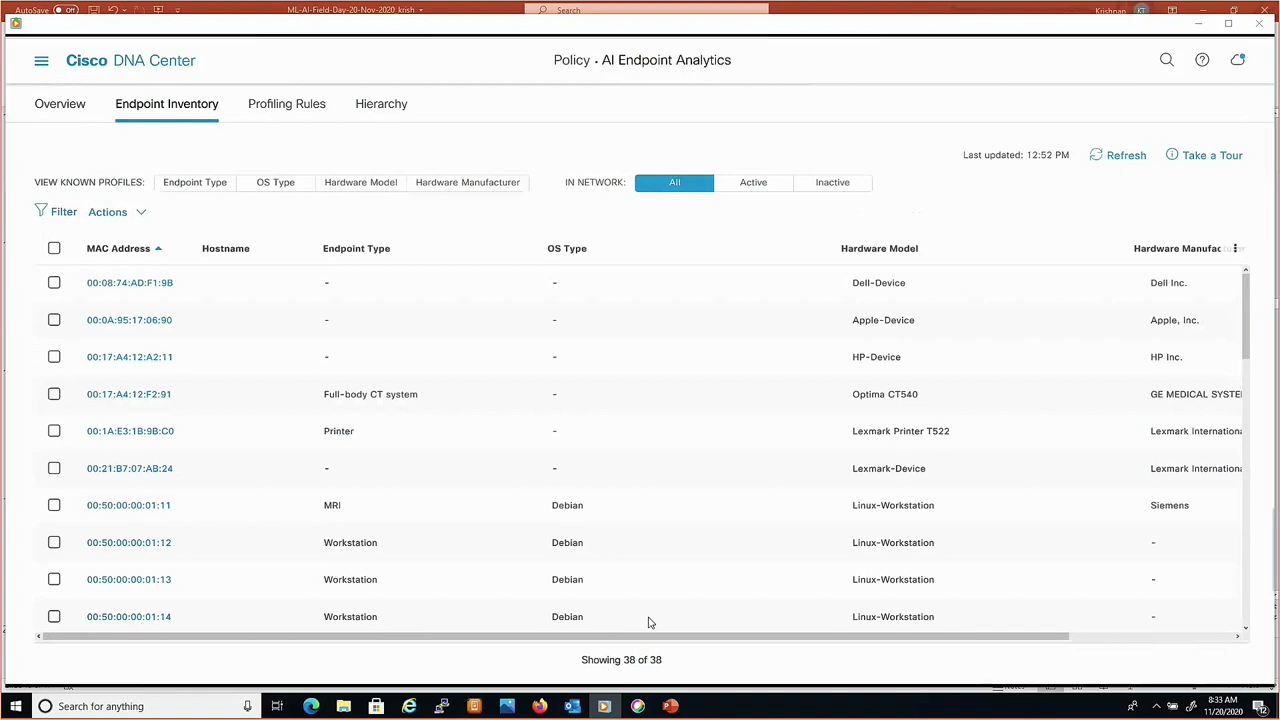 AutoSave Off ML-AI-Field-Day-20-Nov-2020_krish Search Krishnan KT
Cisco DNA Center Policy • AI Endpoint Analytics
Overview Endpoint Inventory Profiling Rules Hierarchy
Last updated: 12:52 PM Refresh Take a Tour
VIEW KNOWN PROFILES: Endpoint Type OS Type Hardware Model Hardware Manufacturer IN NETWORK: All Active Inactive
Filter Actions
MAC Address Hostname Endpoint Type OS Type Hardware Model Hardware Manufac
00:08:74:AD:F1:9B - - Dell-Device Dell Inc.
00:0A:95:17:06:90 - - Apple-Device Apple, Inc.
00:17:A4:12:A2:11 - - HP-Device HP Inc.
00:17:A4:12:F2:91 Full-body CT system - Optima CT540 GE MEDICAL SYSTE
00:1A:E3:1B:9B:C0 Printer - Lexmark Printer T522 Lexmark Internationa
00:21:B7:07:AB:24 - - Lexmark-Device Lexmark Internationa
00:50:00:00:01:11 MRI Debian Linux-Workstation Siemens
00:50:00:00:01:12 Workstation Debian Linux-Workstation -
00:50:00:00:01:13 Workstation Debian Linux-Workstation -
00:50:00:00:01:14 Workstation Debian Linux-Workstation -
Showing 38 of 38
Search for anything 8:33 AM
11/20/2020 12